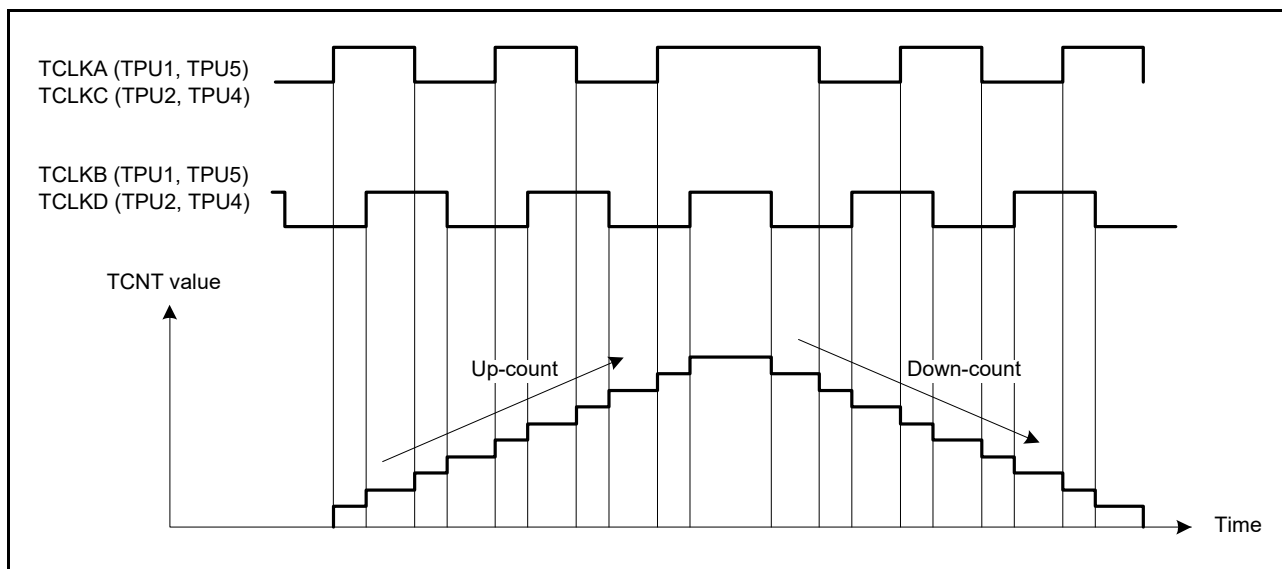 TCLKA (TPU1, TPU5)
TCLKC (TPU2, TPU4)
TCLKB (TPU1, TPU5)
TCLKD (TPU2, TPU4)
TCNT value
Up-count
Down-count
Time